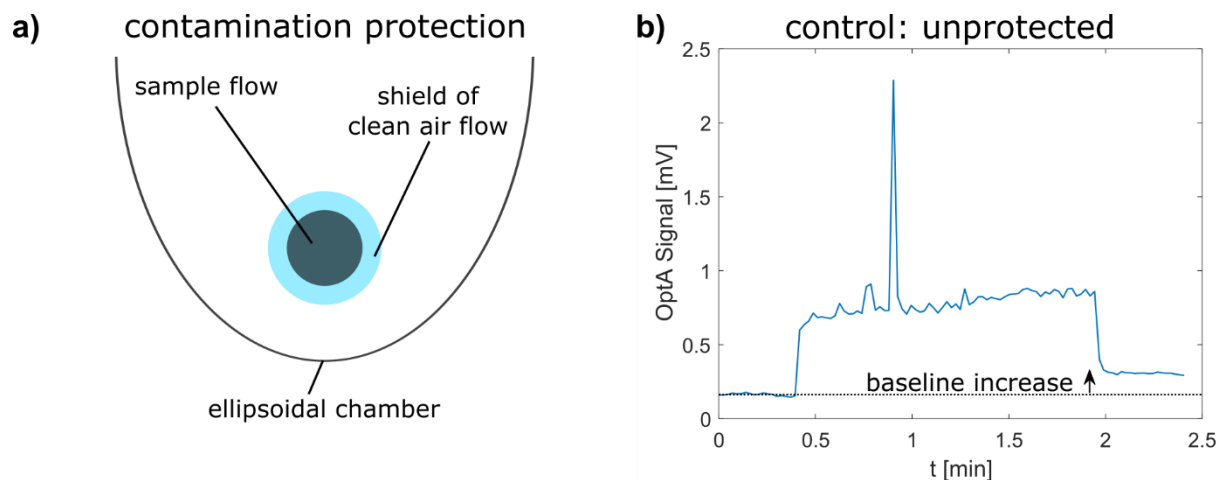 a)
contamination protection
sample flow
shield of
clean air flow
ellipsoidal chamber
b)
control: unprotected
OptA Signal [mV]
2.5
2
1.5
1
0.5
0
baseline increase
0
0.5
1
1.5
2
2.5
t [min]